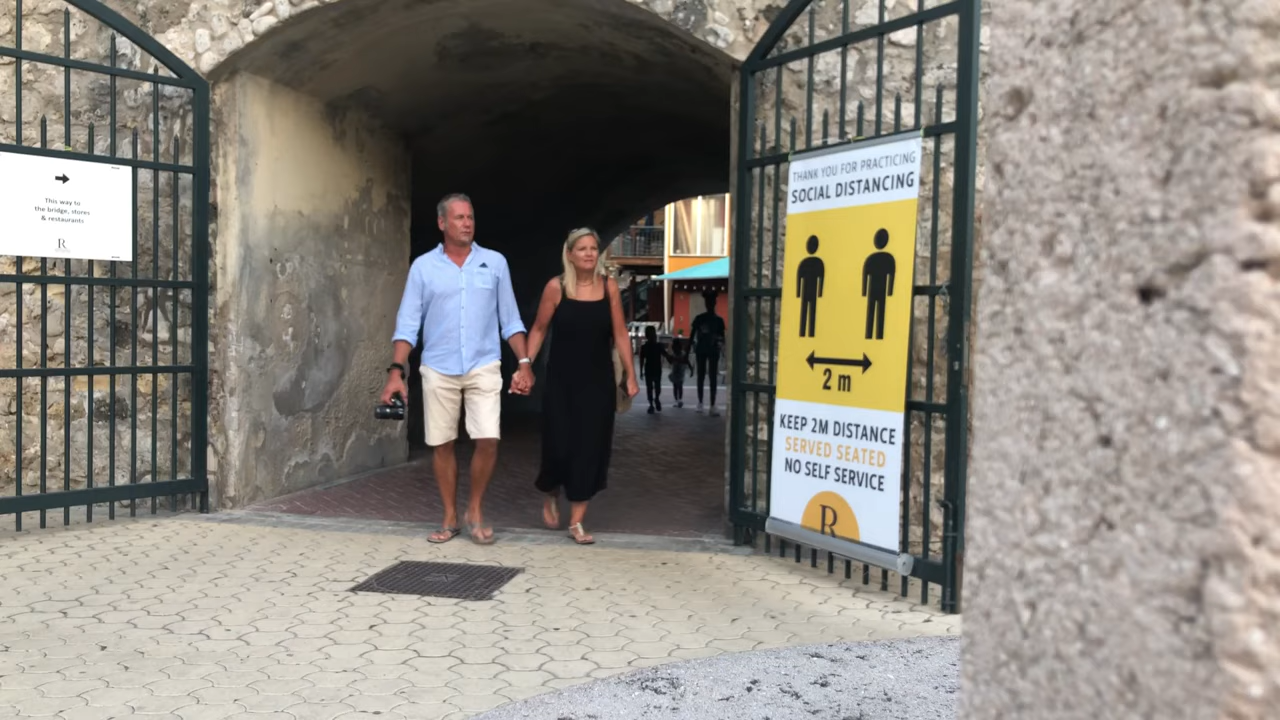 This way to
the bridge, stores
& restaurants
R
THANK YOU FOR PRACTICING
SOCIAL DISTANCING
2 m
KEEP 2M DISTANCE
SERVED SEATED
NO SELF SERVICE
R